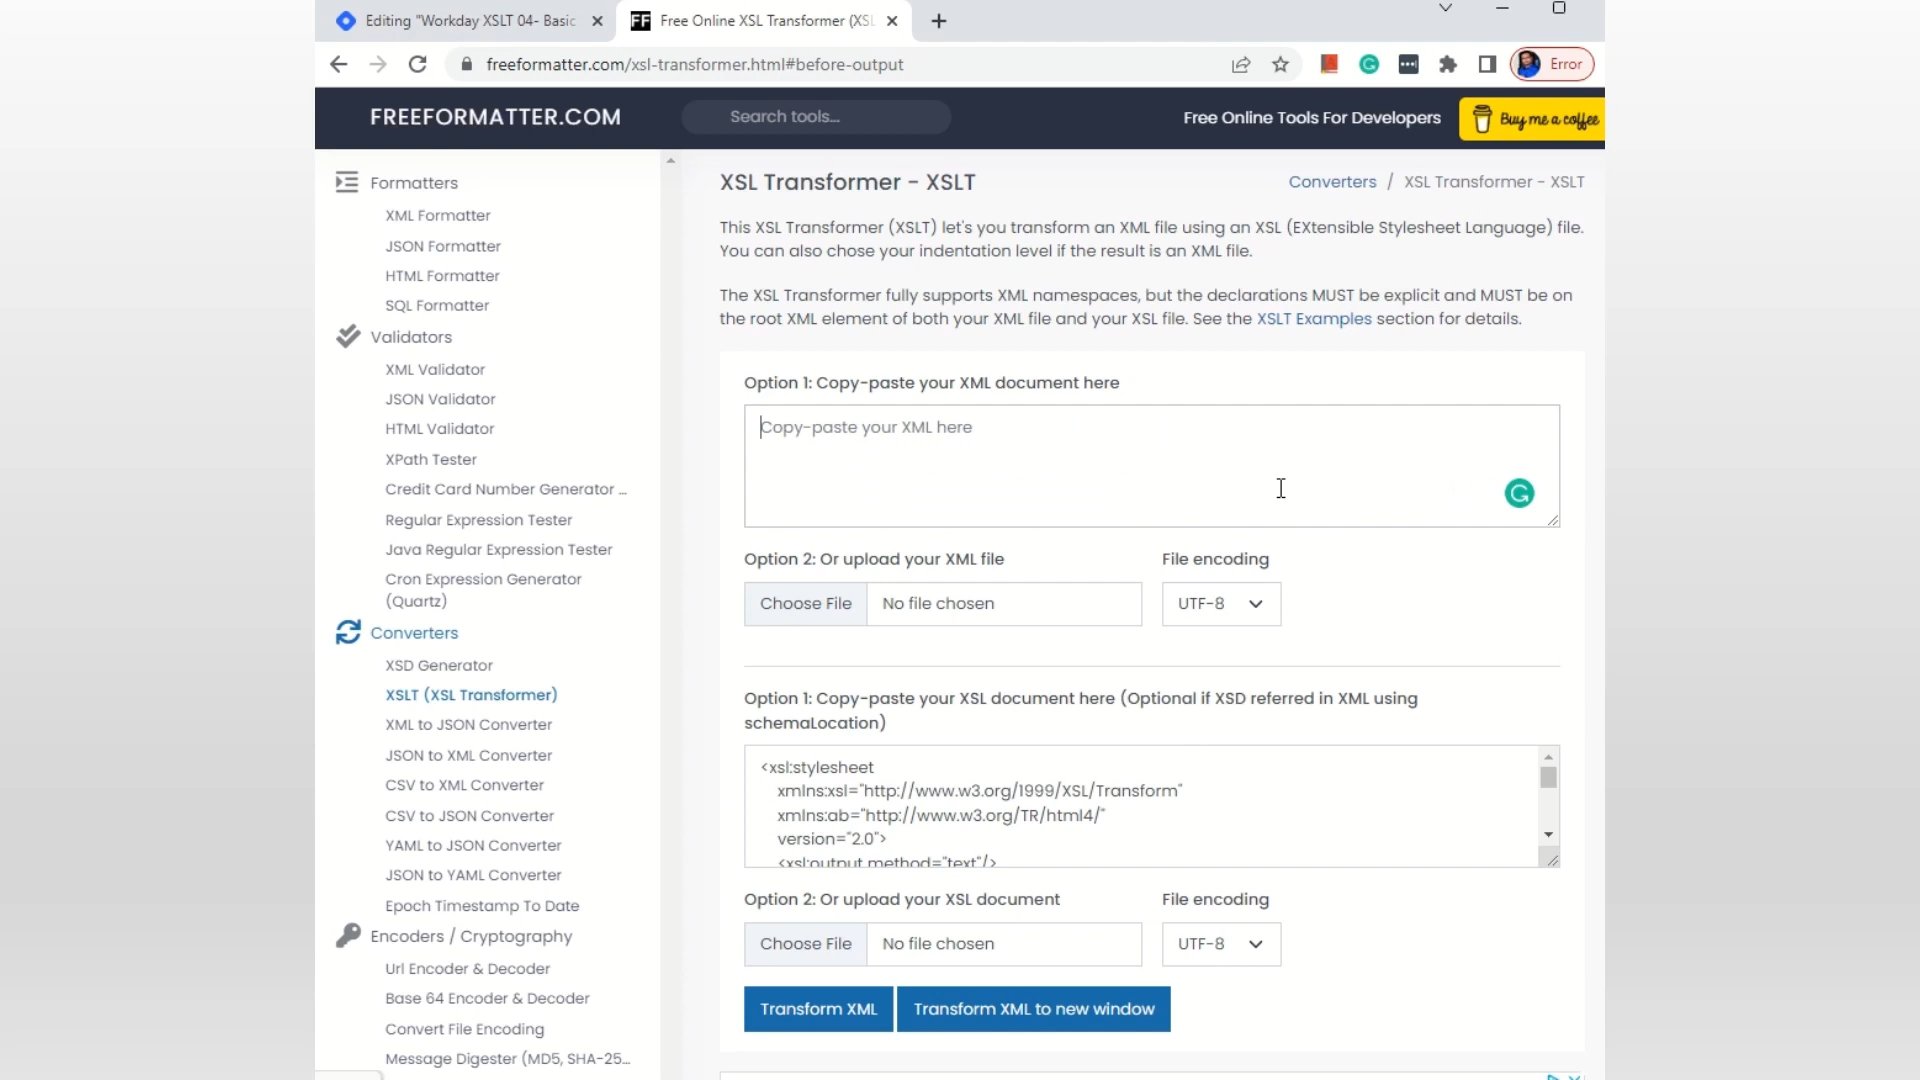 Editing "Workday XSLT 04- Basic
Free Online XSL Transformer (XSL
freeformatter.com/xsl-transformer.html#before-output
Error
FREEFORMATTER.COM
Search tools...
Free Online Tools For Developers
Buy me a coffee
Formatters
XML Formatter
JSON Formatter
HTML Formatter
SQL Formatter
Validators
XML Validator
JSON Validator
HTML Validator
XPath Tester
Credit Card Number Generator ...
Regular Expression Tester
Java Regular Expression Tester
Cron Expression Generator
(Quartz)
Converters
XSD Generator
XSLT (XSL Transformer)
XML to JSON Converter
JSON to XML Converter
CSV to XML Converter
CSV to JSON Converter
YAML to JSON Converter
JSON to YAML Converter
Epoch Timestamp To Date
Encoders / Cryptography
Url Encoder & Decoder
Base 64 Encoder & Decoder
Convert File Encoding
Message Digester (MD5, SHA-25...
XSL Transformer - XSLT
Converters / XSL Transformer - XSLT
This XSL Transformer (XSLT) let's you transform an XML file using an XSL (EXtensible Stylesheet Language) file.
You can also chose your indentation level if the result is an XML file.
The XSL Transformer fully supports XML namespaces, but the declarations MUST be explicit and MUST be on
the root XML element of both your XML file and your XSL file. See the XSLT Examples section for details.
Option 1: Copy-paste your XML document here
Copy-paste your XML here
Option 2: Or upload your XML file
File encoding
Choose File No file chosen
UTF-8
Option 1: Copy-paste your XSL document here (Optional if XSD referred in XML using
schemaLocation)
<xsl:stylesheet
xmlns:xsl="http://www.w3.org/1999/XSL/Transform"
xmlns:ab="http://www.w3.org/TR/html4/"
version="2.0">
<xsl:output method="text"/>
Option 2: Or upload your XSL document
File encoding
Choose File No file chosen
UTF-8
Transform XML
Transform XML to new window